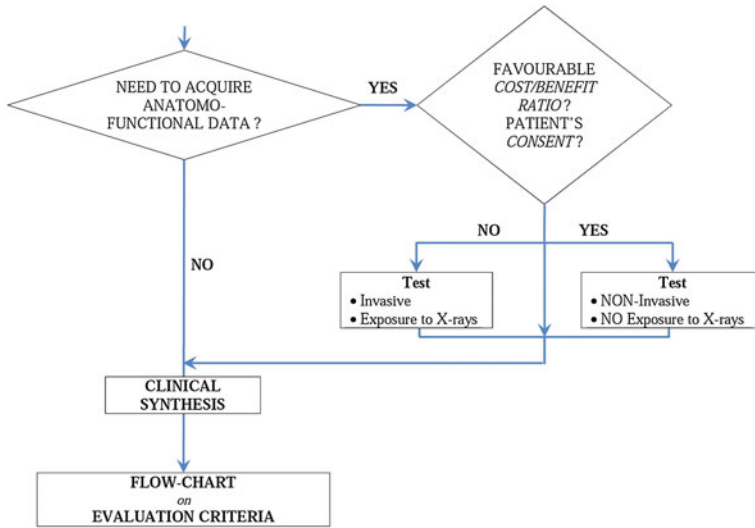 NEED TO ACQUIRE
ANATOMO-
FUNCTIONAL DATA ?
YES
FAVOURABLE
COST/BENEFIT
RATIO ?
PATIENT'S
CONSENT ?
NO
NO
YES
Test
• Invasive
• Exposure to X-rays
Test
• NON-Invasive
• NO Exposure to X-rays
CLINICAL
SYNTHESIS
FLOW-CHART
on
EVALUATION CRITERIA